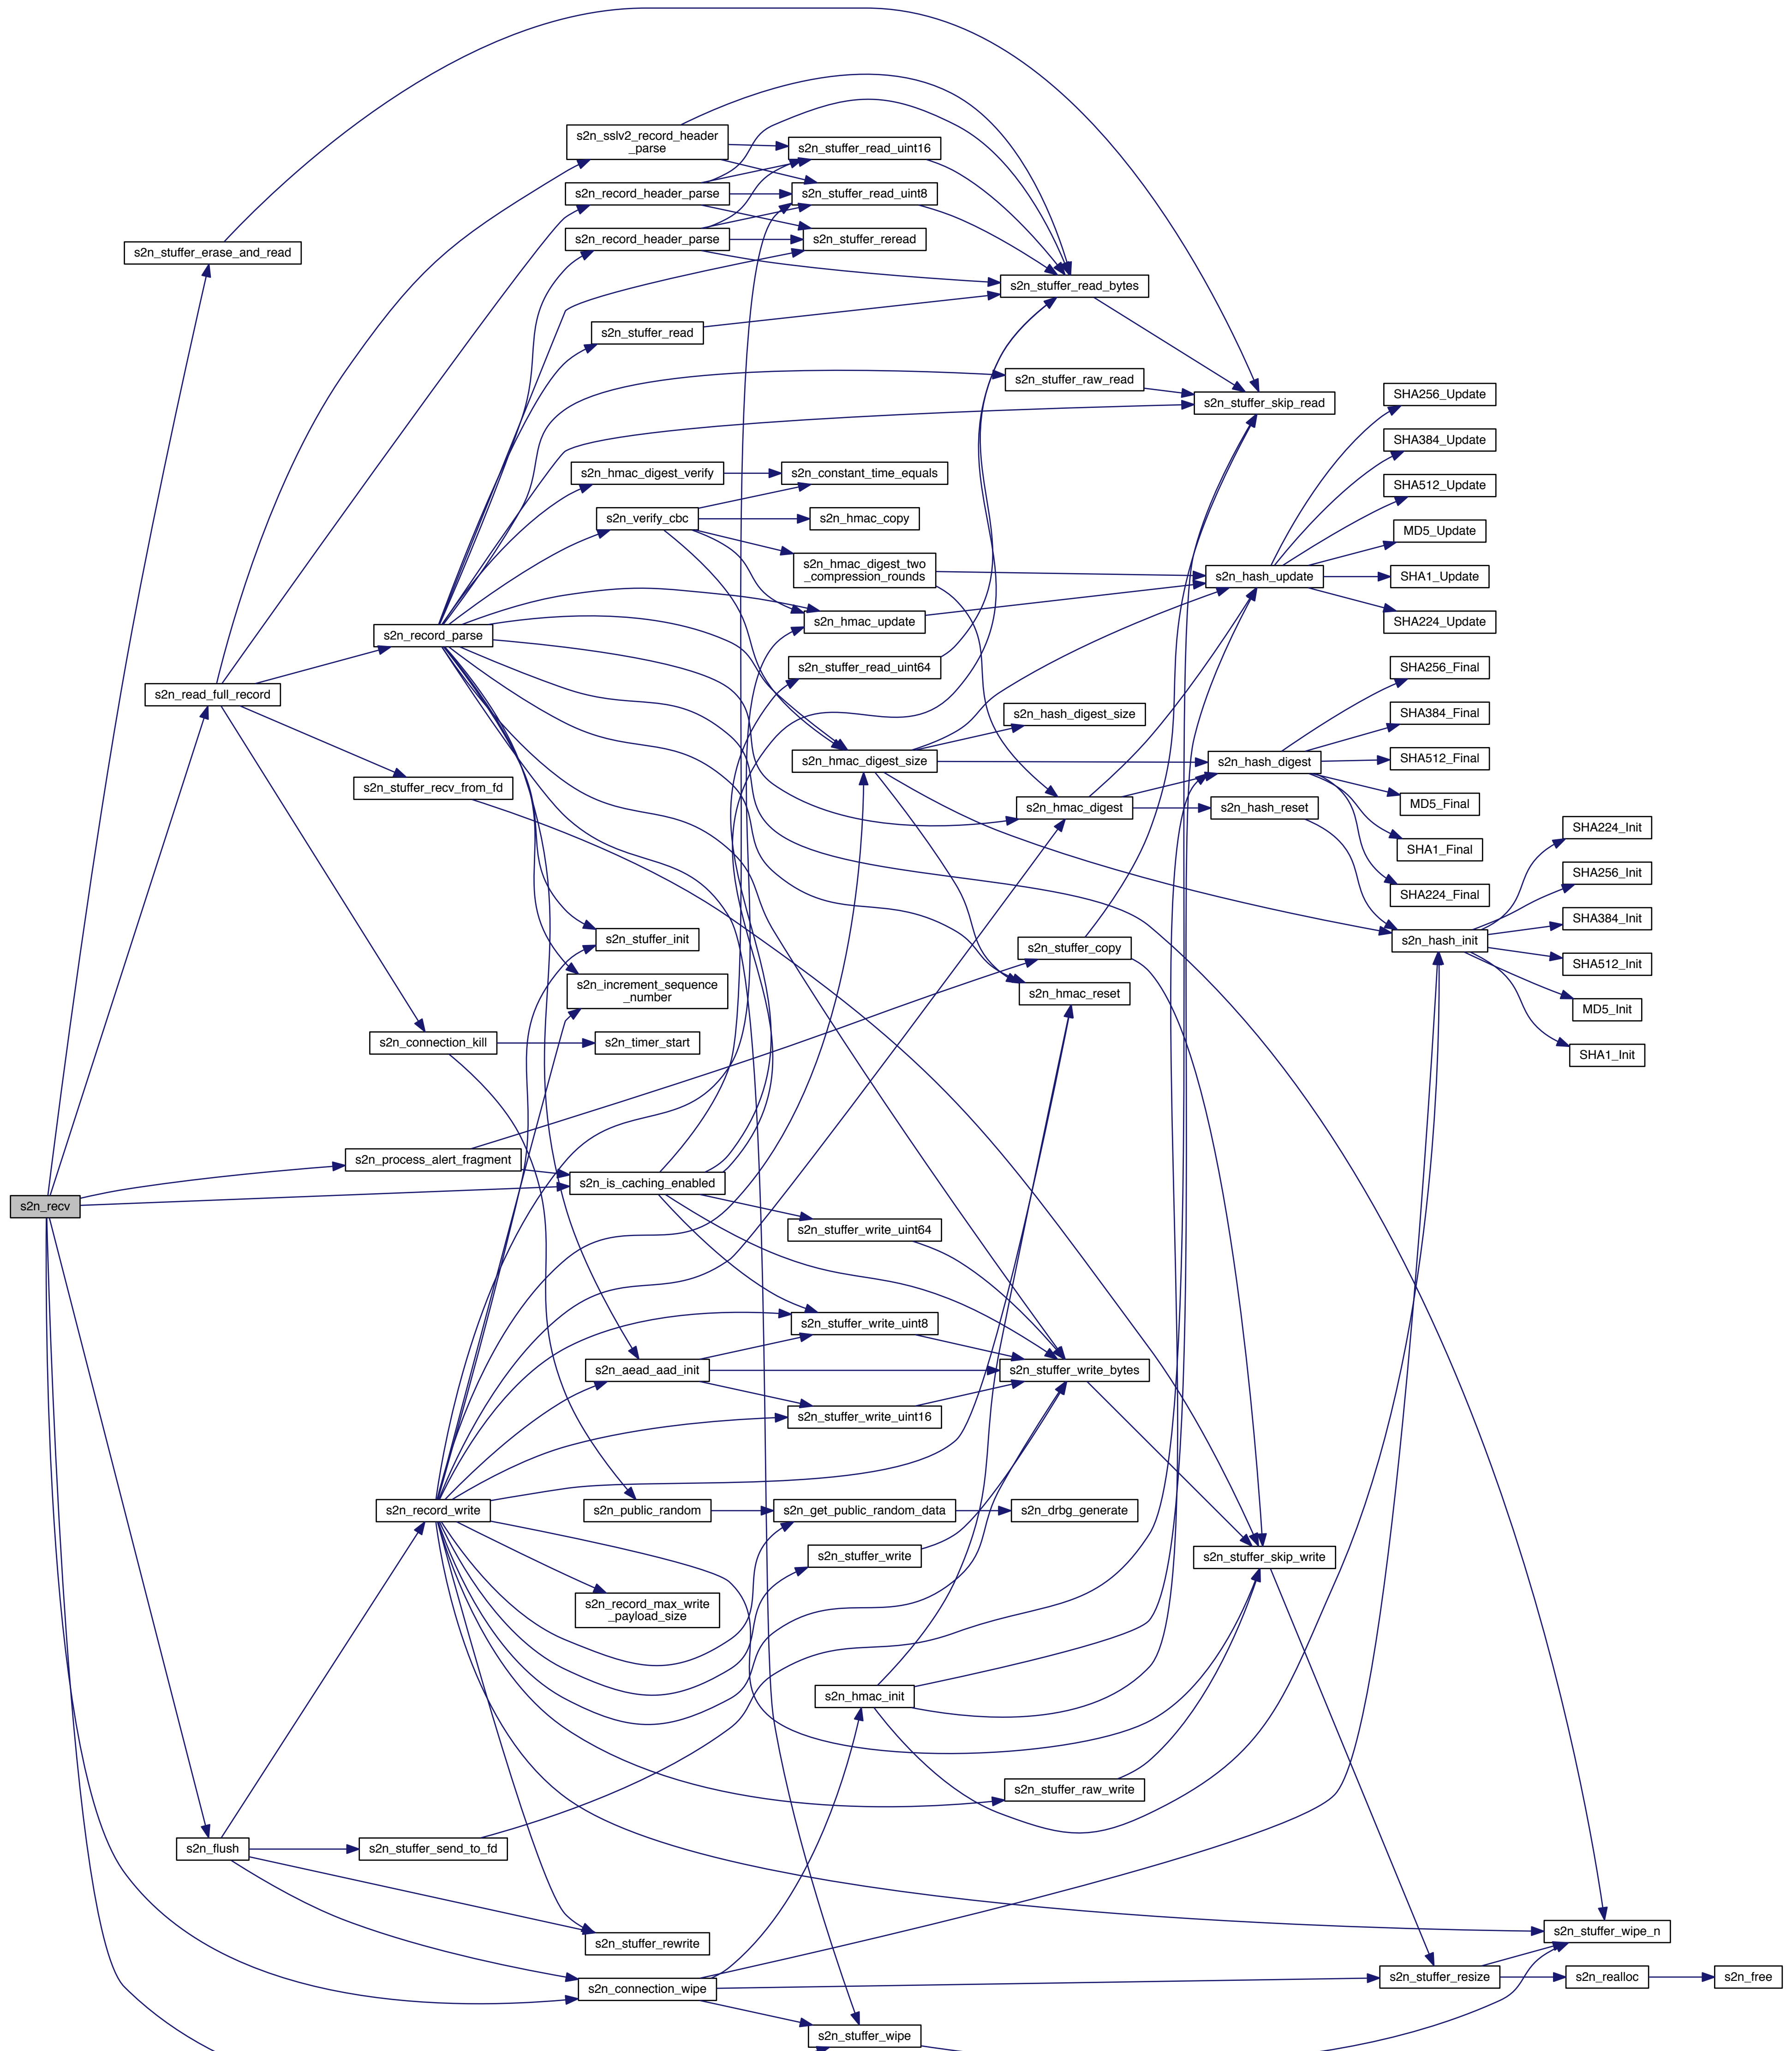 s2n_sslv2_record_header
_parse
s2n_stuffer_read_uint16
s2n_record_header_parse
s2n_stuffer_read_uint8
s2n_record_header_parse
s2n_stuffer_reread
s2n_stuffer_erase_and_read
s2n_stuffer_read_bytes
s2n_stuffer_read
s2n_stuffer_raw_read
s2n_stuffer_skip_read
SHA256_Update
SHA384_Update
s2n_hmac_digest_verify
s2n_constant_time_equals
SHA512_Update
s2n_verify_cbc
s2n_hmac_copy
MD5_Update
s2n_hmac_digest_two
_compression_rounds
s2n_hash_update
SHA1_Update
s2n_hmac_update
SHA224_Update
s2n_record_parse
s2n_stuffer_read_uint64
SHA256_Final
s2n_read_full_record
s2n_hash_digest_size
SHA384_Final
s2n_hmac_digest_size
s2n_hash_digest
SHA512_Final
s2n_stuffer_recv_from_fd
s2n_hmac_digest
s2n_hash_reset
MD5_Final
SHA224_Init
SHA1_Final
SHA256_Init
SHA224_Final
SHA384_Init
s2n_stuffer_init
s2n_stuffer_copy
s2n_hash_init
SHA512_Init
s2n_increment_sequence
_number
s2n_hmac_reset
MD5_Init
s2n_connection_kill
s2n_timer_start
SHA1_Init
s2n_process_alert_fragment
s2n_is_caching_enabled
s2n_recv
s2n_stuffer_write_uint64
s2n_stuffer_write_uint8
s2n_aead_aad_init
s2n_stuffer_write_bytes
s2n_stuffer_write_uint16
s2n_record_write
s2n_public_random
s2n_get_public_random_data
s2n_drbg_generate
s2n_stuffer_write
s2n_stuffer_skip_write
s2n_record_max_write
_payload_size
s2n_hmac_init
s2n_stuffer_raw_write
s2n_flush
s2n_stuffer_send_to_fd
s2n_stuffer_wipe_n
s2n_stuffer_rewrite
s2n_connection_wipe
s2n_stuffer_resize
s2n_realloc
s2n_free
s2n_stuffer_wipe